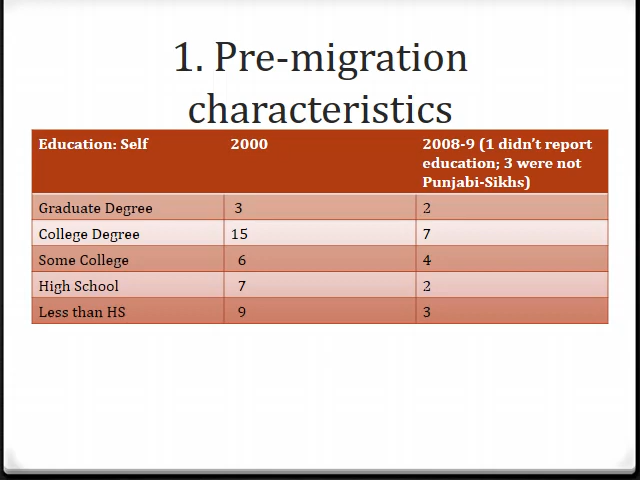 1. Pre-migration
characteristics
Education: Self 2000 2008-9 (1 didn't report
education; 3 were not
Punjabi-Sikhs)
Graduate Degree 3 2
College Degree 15 7
Some College 6 4
High School 7 2
Less than HS 9 3